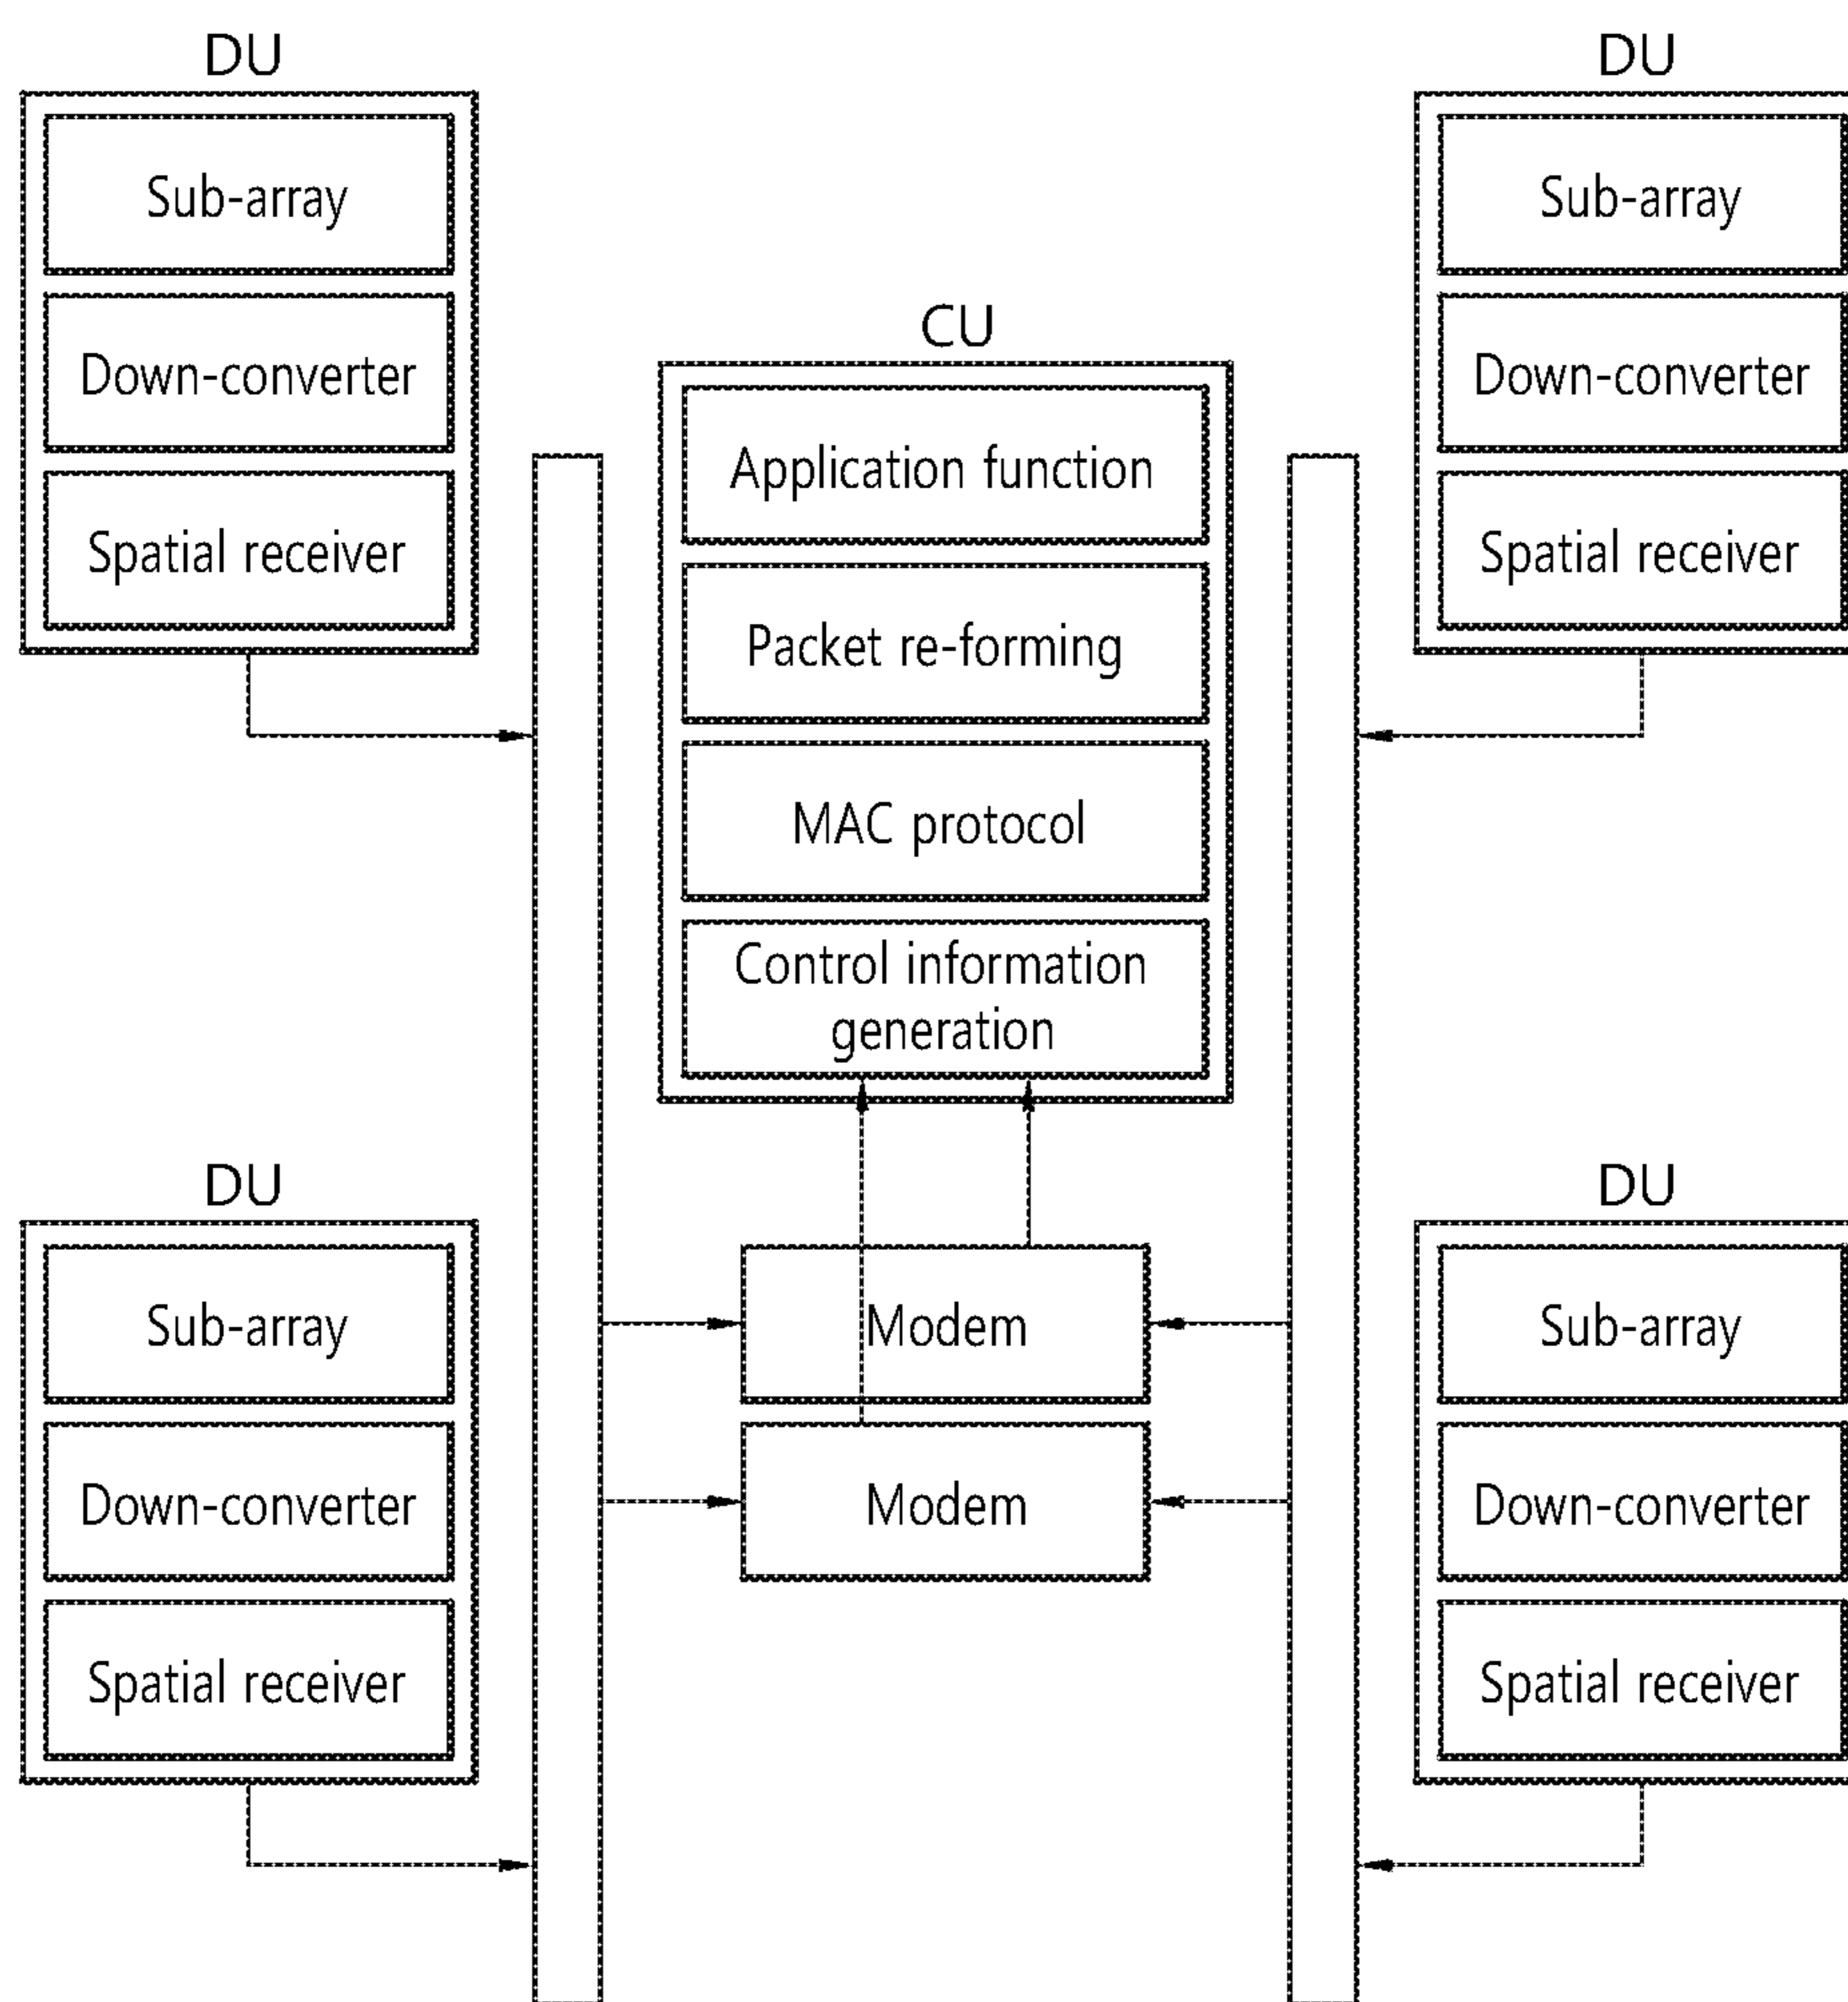 DU
Sub-array
Down-converter
Spatial receiver
DU
Sub-array
Down-converter
Spatial receiver
CU
Application function
Packet re-forming
MAC protocol
Control information
generation
Modem
Modem
DU
Sub-array
Down-converter
Spatial receiver
DU
Sub-array
Down-converter
Spatial receiver